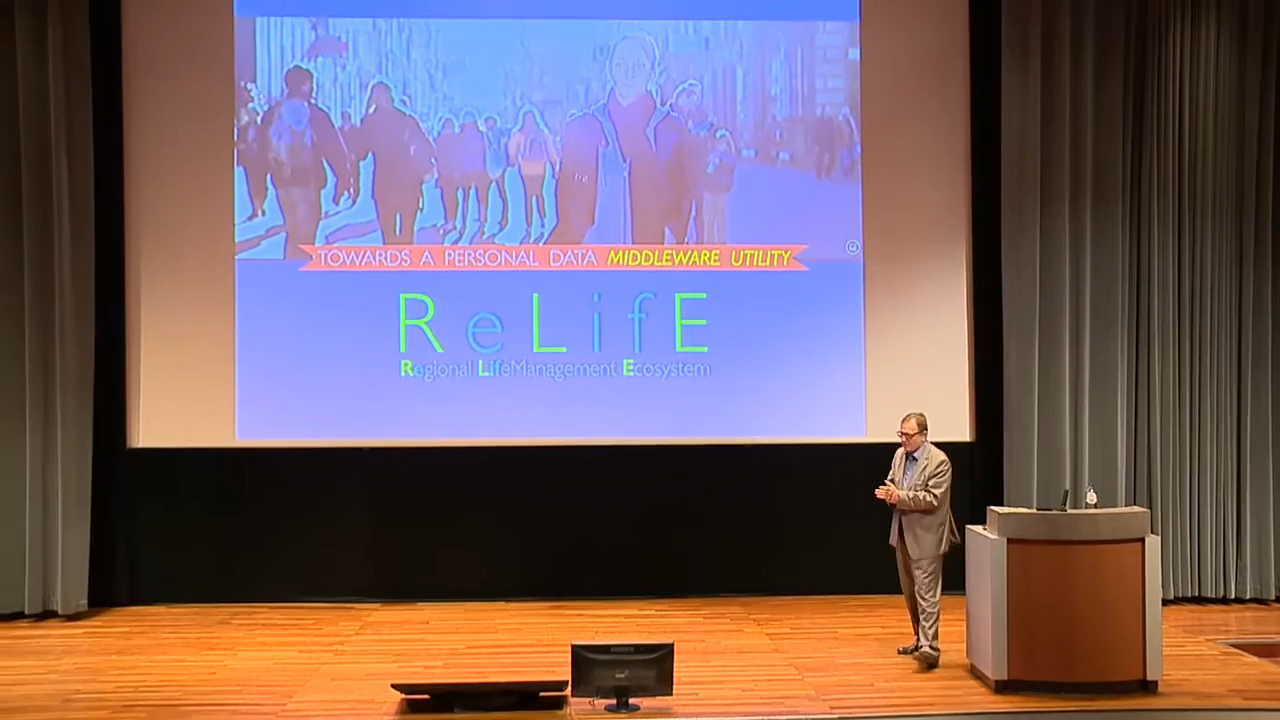 TOWARDS A PERSONAL DATA MIDDLEWARE UTILITY
ReLifE
Regional LifeManagement Ecosystem